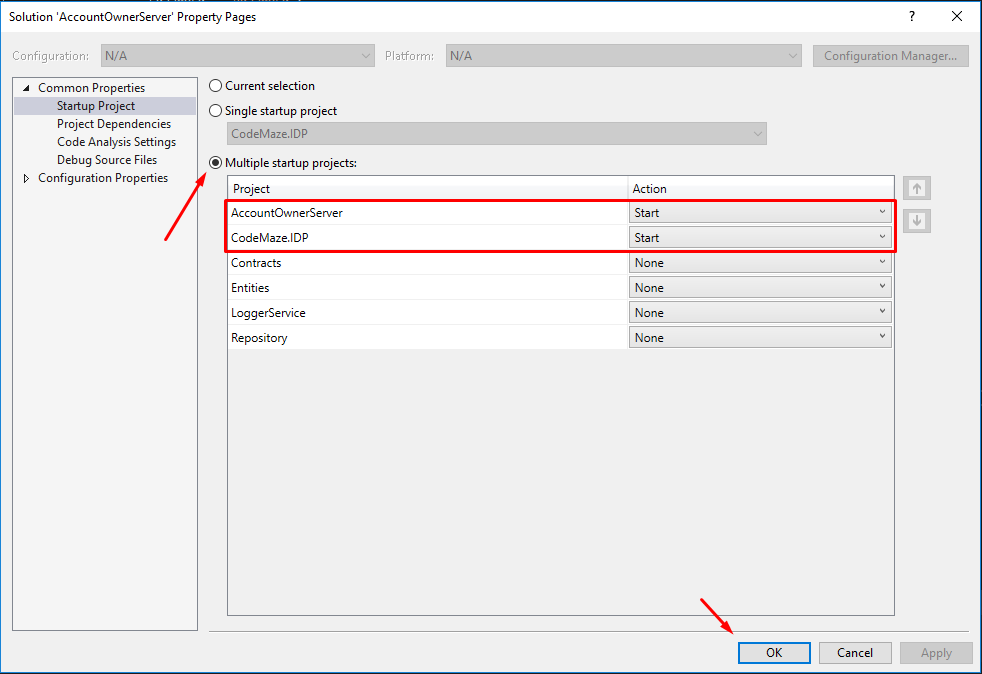 Solution 'AccountOwnerServer' Property Pages ?
Configuration: N/A Platform: N/A Configuration Manager...
Common Properties
Startup Project
Project Dependencies
Code Analysis Settings
Debug Source Files
Configuration Properties
Current selection
Single startup project
CodeMaze.IDP
Multiple startup projects:
Project Action
AccountOwnerServer Start
CodeMaze.IDP Start
Contracts None
Entities None
LoggerService None
Repository None
OK Cancel Apply